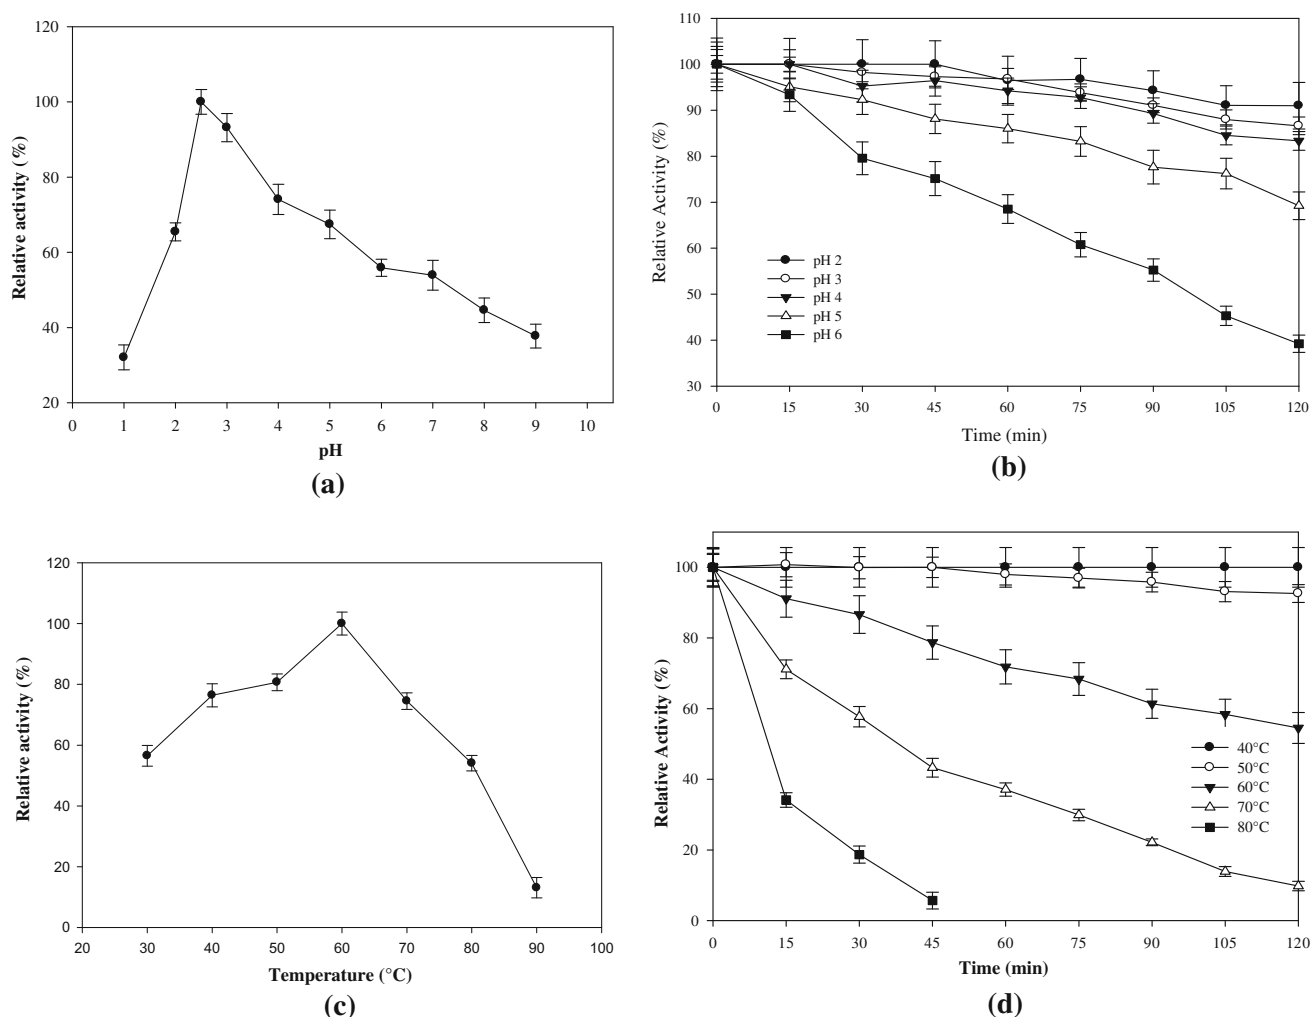 120
100
80
60
40
20
Relative activity (%)
0 1 2 3 4 5 6 7 8 9 10
pH
(a)
110
100
90
80
70
60
50
40
30
Relative Activity (%)
pH 2
pH 3
pH 4
pH 5
pH 6
0 15 30 45 60 75 90 105 120
Time (min)
(b)
120
100
80
60
40
20
0
Relative activity (%)
20 30 40 50 60 70 80 90 100
Temperature (°C)
(c)
100
80
60
40
20
0
Relative Activity (%)
40°C
50°C
60°C
70°C
80°C
0 15 30 45 60 75 90 105 120
Time (min)
(d)